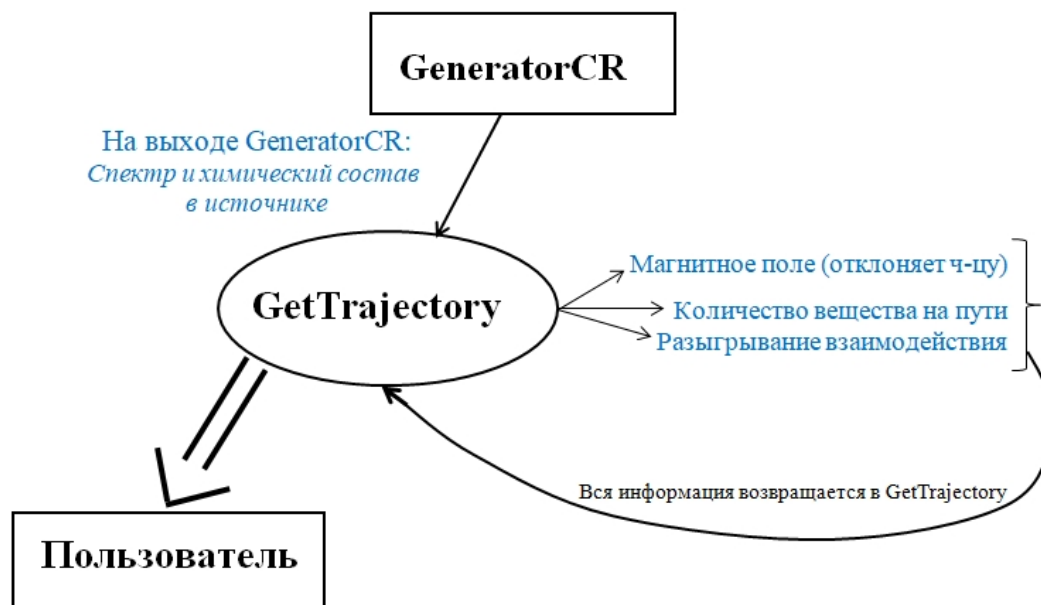 GeneratorCR
На выходе GeneratorCR:
Спектр и химический состав
в источнике
GetTrajectory
Магнитное поле (отклоняет ч-цу)
Количество вещества на пути
Разыгрывание взаимодействия
Вся информация возвращается в GetTrajectory
Пользователь